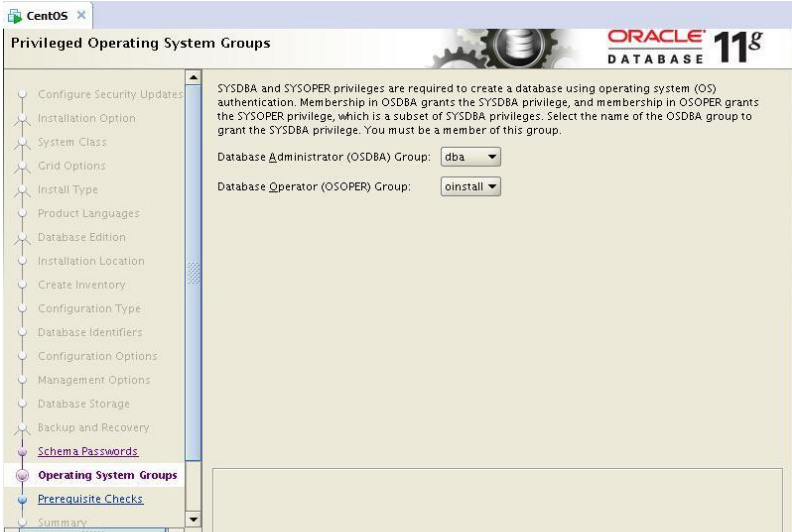 CentOS
Privileged Operating System Groups
ORACLE 11g
DATABASE
Configure Security Updates
Installation Option
System Class
Grid Options
Install Type
Product Languages
Database Edition
Installation Location
Create Inventory
Configuration Type
Database Identifiers
Configuration Options
Management Options
Database Storage
Backup and Recovery
Schema Passwords
Operating System Groups
Prerequisite Checks
Summary
SYSDBA and SYSOPER privileges are required to create a database using operating system (OS)
authentication. Membership in OSDBA grants the SYSDBA privilege, and membership in OSOPER grants
the SYSOPER privilege, which is a subset of SYSDBA privileges. Select the name of the OSDBA group to
grant the SYSDBA privilege. You must be a member of this group.
Database Administrator (OSDBA) Group: dba
Database Operator (OSOPER) Group: oinstall